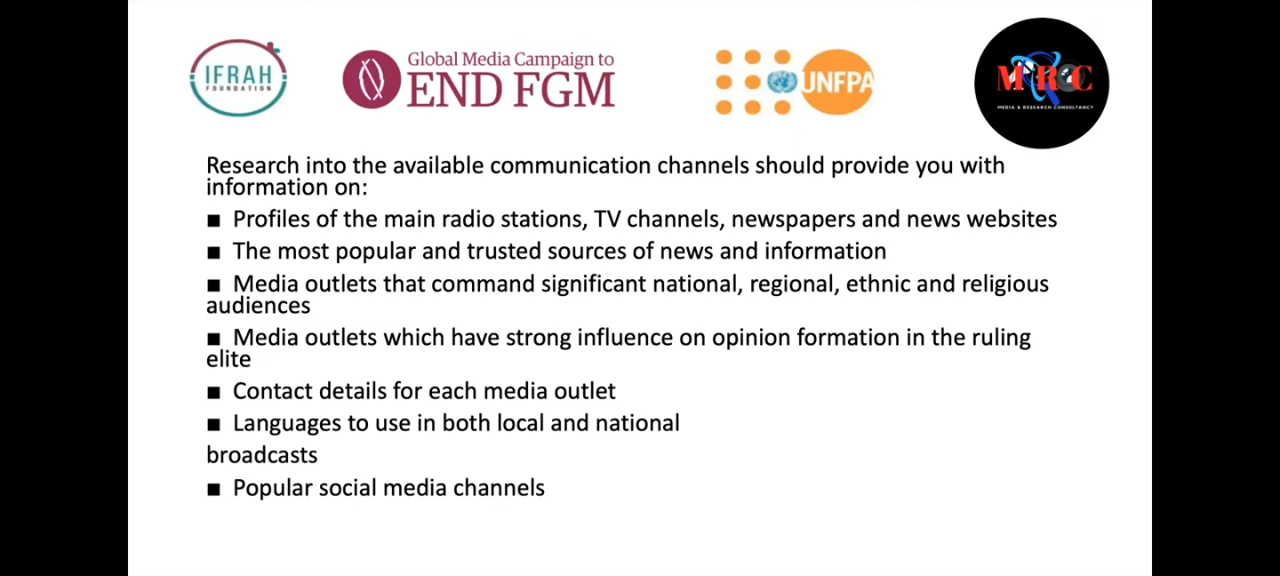 IFRAH
FOUNDATION
Global Media Campaign to
END FGM
UNFPA
MRC
MEDIA & RESEARCH CONSULTANCY
Research into the available communication channels should provide you with
information on:
■ Profiles of the main radio stations, TV channels, newspapers and news websites
■ The most popular and trusted sources of news and information
■ Media outlets that command significant national, regional, ethnic and religious
audiences
■ Media outlets which have strong influence on opinion formation in the ruling
elite
■ Contact details for each media outlet
■ Languages to use in both local and national
broadcasts
■ Popular social media channels